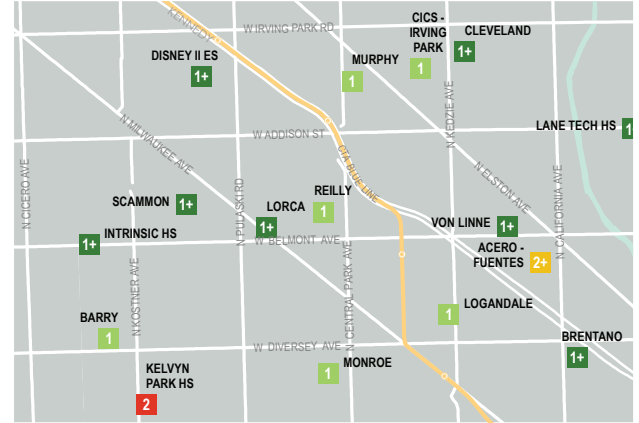 KENNEDY
W IRVING PARK RD
CICS -
IRVING
PARK
1
CLEVELAND
1+
DISNEY II ES
1+
MURPHY
1
N MILWAUKEE AVE
W ADDISON ST
N KEDZIE AVE
LANE TECH HS
1
CTA BLUE LINE
N ELSTON AVE
N CICERO AVE
N PULASKI RD
N CALIFORNIA AVE
SCAMMON
1+
REILLY
1
LORCA
1+
VON LINNE
1+
INTRINSIC HS
1+
W BELMONT AVE
ACERO -
FUENTES
2+
N KOSTNER AVE
N CENTRAL PARK AVE
LOGANDALE
1
BARRY
1
W DIVERSEY AVE
BRENTANO
1+
KELVYN
PARK HS
2
MONROE
1